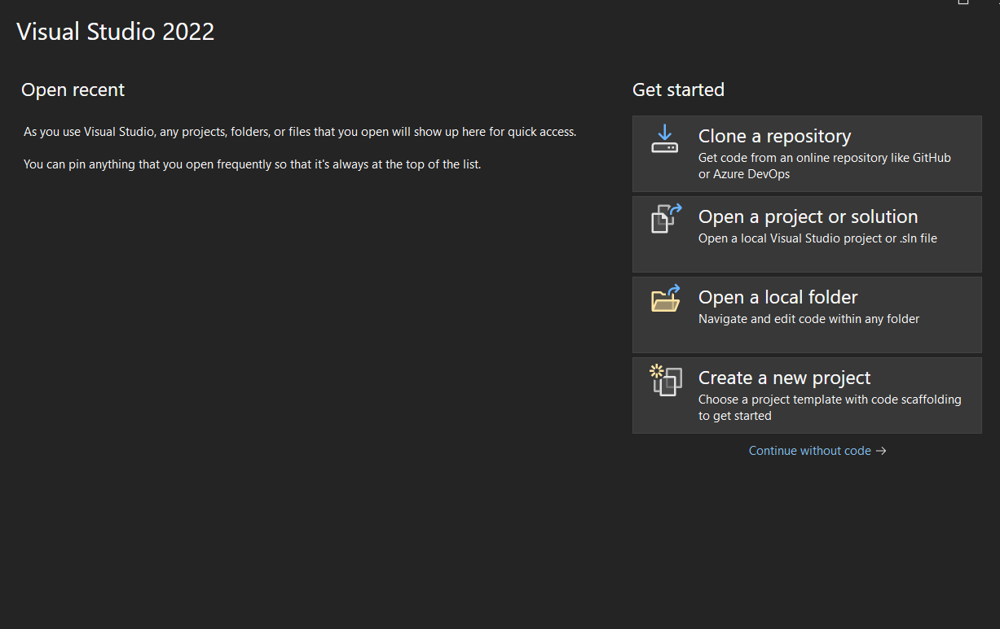 Visual Studio 2022
Open recent
As you use Visual Studio, any projects, folders, or files that you open will show up here for quick access.
You can pin anything that you open frequently so that it's always at the top of the list.
Get started
Clone a repository
Get code from an online repository like GitHub
or Azure DevOps
Open a project or solution
Open a local Visual Studio project or .sln file
Open a local folder
Navigate and edit code within any folder
Create a new project
Choose a project template with code scaffolding
to get started
Continue without code →